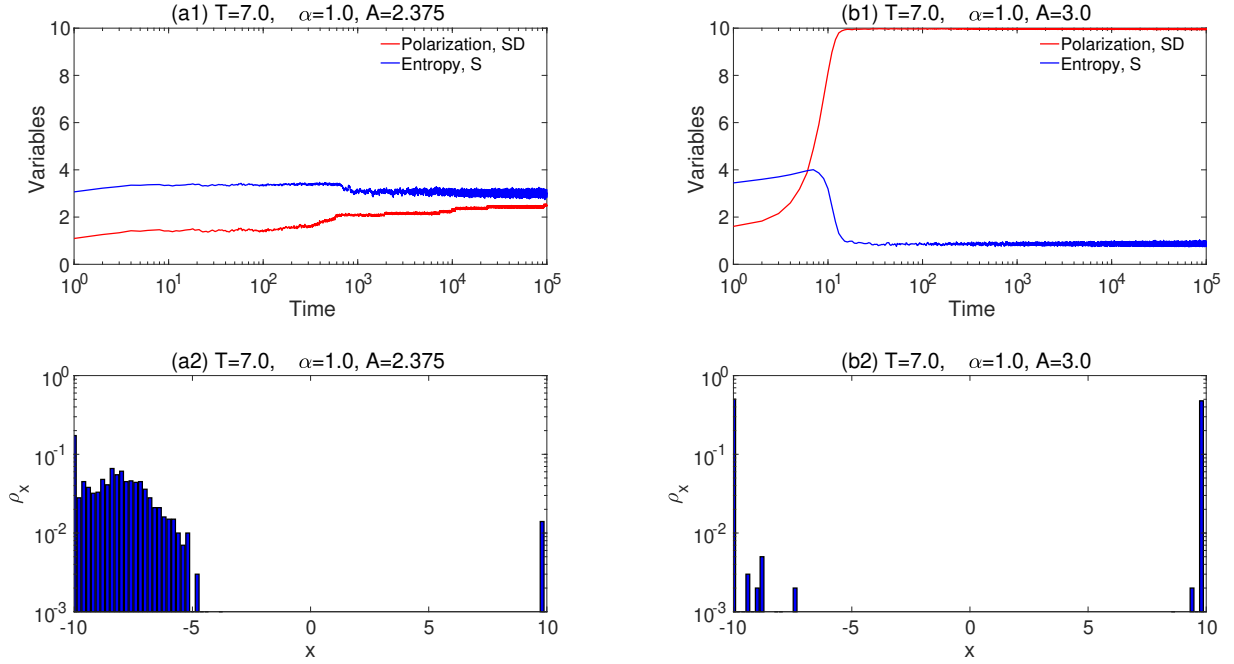 (a1) T=7.0, α=1.0, A=2.375
10
8
6
4
2
0
Variables
Polarization, SD
Entropy, S
10^0 10^1 10^2 10^3 10^4 10^5
Time
(b1) T=7.0, α=1.0, A=3.0
10
8
6
4
2
0
Variables
Polarization, SD
Entropy, S
10^0 10^1 10^2 10^3 10^4 10^5
Time
(a2) T=7.0, α=1.0, A=2.375
10^0
10^-1
10^-2
10^-3
ρ_x
-10 -5 0 5 10
x
(b2) T=7.0, α=1.0, A=3.0
10^0
10^-1
10^-2
10^-3
ρ_x
-10 -5 0 5 10
x